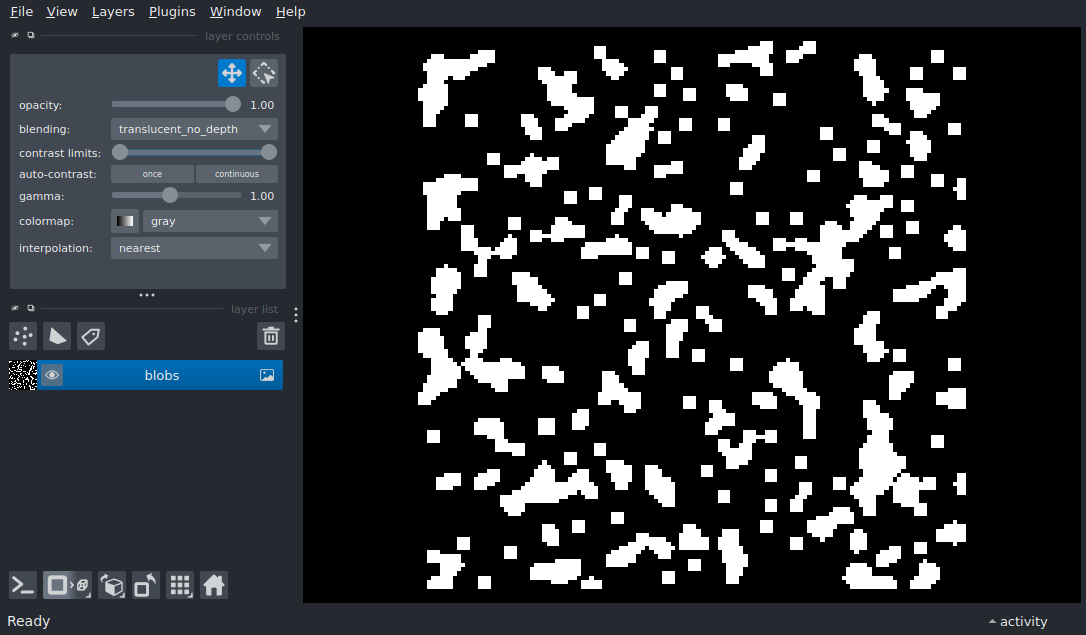 File View Layers Plugins Window Help
layer controls
opacity: 1.00
blending: translucent_no_depth
contrast limits:
auto-contrast: once continuous
gamma: 1.00
colormap: gray
interpolation: nearest
layer list
blobs
Ready activity